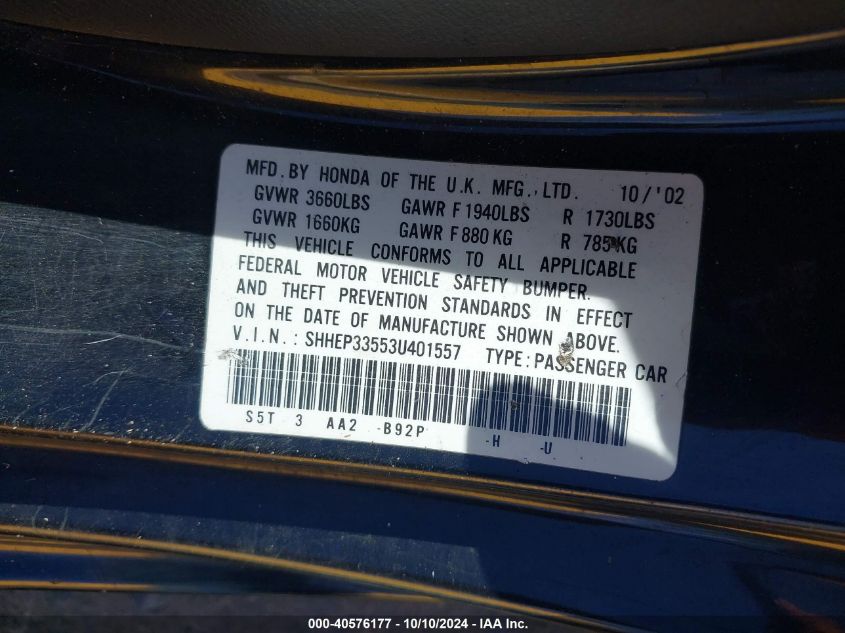 MFD. BY HONDA OF THE U.K. MFG., LTD. 10/'02
GVWR 3660LBS GAWR F 1940LBS R 1730LBS
GVWR 1660KG GAWR F 880 KG R 785 KG
THIS VEHICLE CONFORMS TO ALL APPLICABLE
FEDERAL MOTOR VEHICLE SAFETY BUMPER.
AND THEFT PREVENTION STANDARDS IN EFFECT
ON THE DATE OF MANUFACTURE SHOWN ABOVE.
V.I.N.: SHHEP33553U401557 TYPE: PASSENGER CAR
S5T 3 AA2 -B92P -H -U
000-40576177 - 10/10/2024 - IAA Inc.